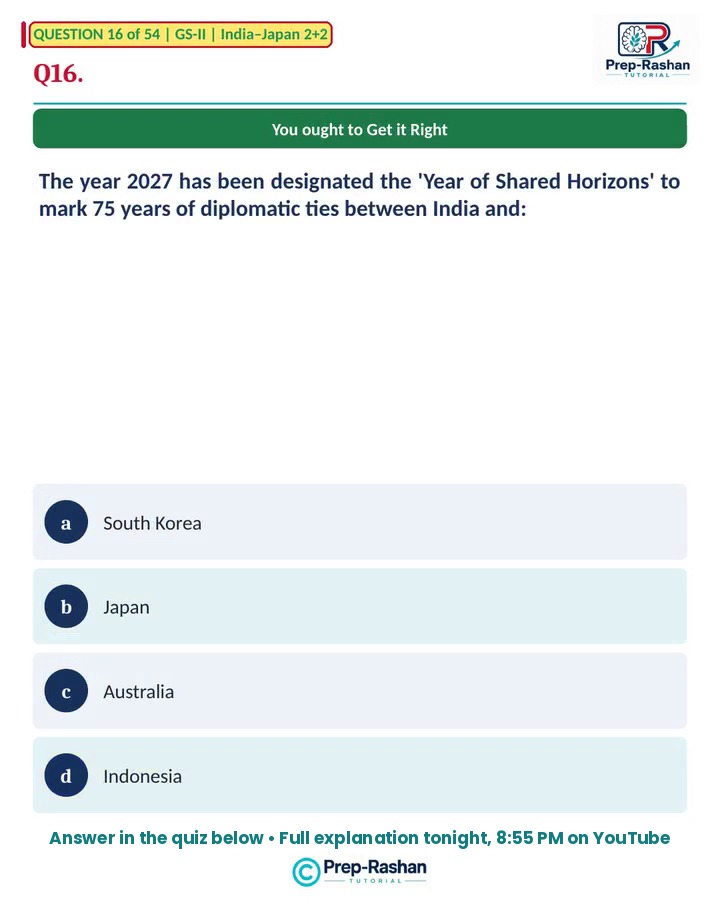 QUESTION 16 of 54 | GS-II | India–Japan 2+2
Prep-Rashan
TUTORIAL
Q16.
You ought to Get it Right
The year 2027 has been designated the 'Year of Shared Horizons' to
mark 75 years of diplomatic ties between India and:
a South Korea
b Japan
c Australia
d Indonesia
Answer in the quiz below • Full explanation tonight, 8:55 PM on YouTube
© Prep-Rashan
TUTORIAL